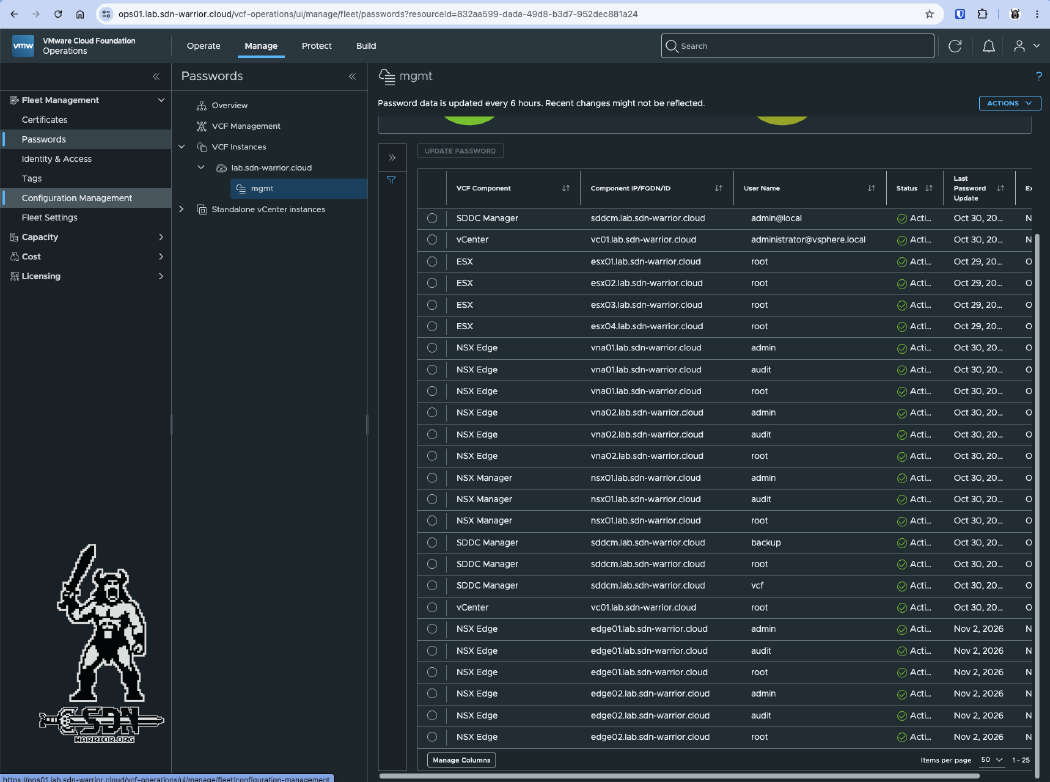 ops01.lab.sdn-warrior.cloud/vcf-operations/ui/manage/fleet/passwords?resourceId=832aa599-dada-49d8-b3d7-952dec881a24
vmw
VMware Cloud Foundation
Operations
Operate
Manage
Protect
Build
Search
Fleet Management
Certificates
Passwords
Identity & Access
Tags
Configuration Management
Fleet Settings
Capacity
Cost
Licensing
Passwords
Overview
VCF Management
VCF Instances
lab.sdn-warrior.cloud
mgmt
Standalone vCenter instances
mgmt
?
Password data is updated every 6 hours. Recent changes might not be reflected.
ACTIONS
UPDATE PASSWORD
VCF Component Component IP/FQDN/ID User Name Status Last Password Update Ex
SDDC Manager sddcm.lab.sdn-warrior.cloud admin@local Acti... Oct 30, 20... N
vCenter vc01.lab.sdn-warrior.cloud administrator@vsphere.local Acti... Oct 30, 20... N
ESX esx01.lab.sdn-warrior.cloud root Acti... Oct 29, 20... O
ESX esx02.lab.sdn-warrior.cloud root Acti... Oct 29, 20... O
ESX esx03.lab.sdn-warrior.cloud root Acti... Oct 29, 20... O
ESX esx04.lab.sdn-warrior.cloud root Acti... Oct 29, 20... O
NSX Edge vna01.lab.sdn-warrior.cloud admin Acti... Oct 30, 20... O
NSX Edge vna01.lab.sdn-warrior.cloud audit Acti... Oct 30, 20... O
NSX Edge vna01.lab.sdn-warrior.cloud root Acti... Oct 30, 20... O
NSX Edge vna02.lab.sdn-warrior.cloud admin Acti... Oct 30, 20... O
NSX Edge vna02.lab.sdn-warrior.cloud audit Acti... Oct 30, 20... O
NSX Edge vna02.lab.sdn-warrior.cloud root Acti... Oct 30, 20... O
NSX Manager nsx01.lab.sdn-warrior.cloud admin Acti... Oct 30, 20... O
NSX Manager nsx01.lab.sdn-warrior.cloud audit Acti... Oct 30, 20... O
NSX Manager nsx01.lab.sdn-warrior.cloud root Acti... Oct 30, 20... O
SDDC Manager sddcm.lab.sdn-warrior.cloud backup Acti... Oct 30, 20... O
SDDC Manager sddcm.lab.sdn-warrior.cloud root Acti... Oct 30, 20... O
SDDC Manager sddcm.lab.sdn-warrior.cloud vcf Acti... Oct 30, 20... O
vCenter vc01.lab.sdn-warrior.cloud root Acti... Oct 30, 20... O
NSX Edge edge01.lab.sdn-warrior.cloud admin Acti... Nov 2, 2026 N
NSX Edge edge01.lab.sdn-warrior.cloud audit Acti... Nov 2, 2026 N
NSX Edge edge01.lab.sdn-warrior.cloud root Acti... Nov 2, 2026 N
NSX Edge edge02.lab.sdn-warrior.cloud admin Acti... Nov 2, 2026 N
NSX Edge edge02.lab.sdn-warrior.cloud audit Acti... Nov 2, 2026 N
NSX Edge edge02.lab.sdn-warrior.cloud root Acti... Nov 2, 2026 N
Manage Columns
Items per page 50 1 - 25
SDN
WARRIOR.ORG
https://ops01.lab.sdn-warrior.cloud/vcf-operations/ui/manage/fleet/configuration-management